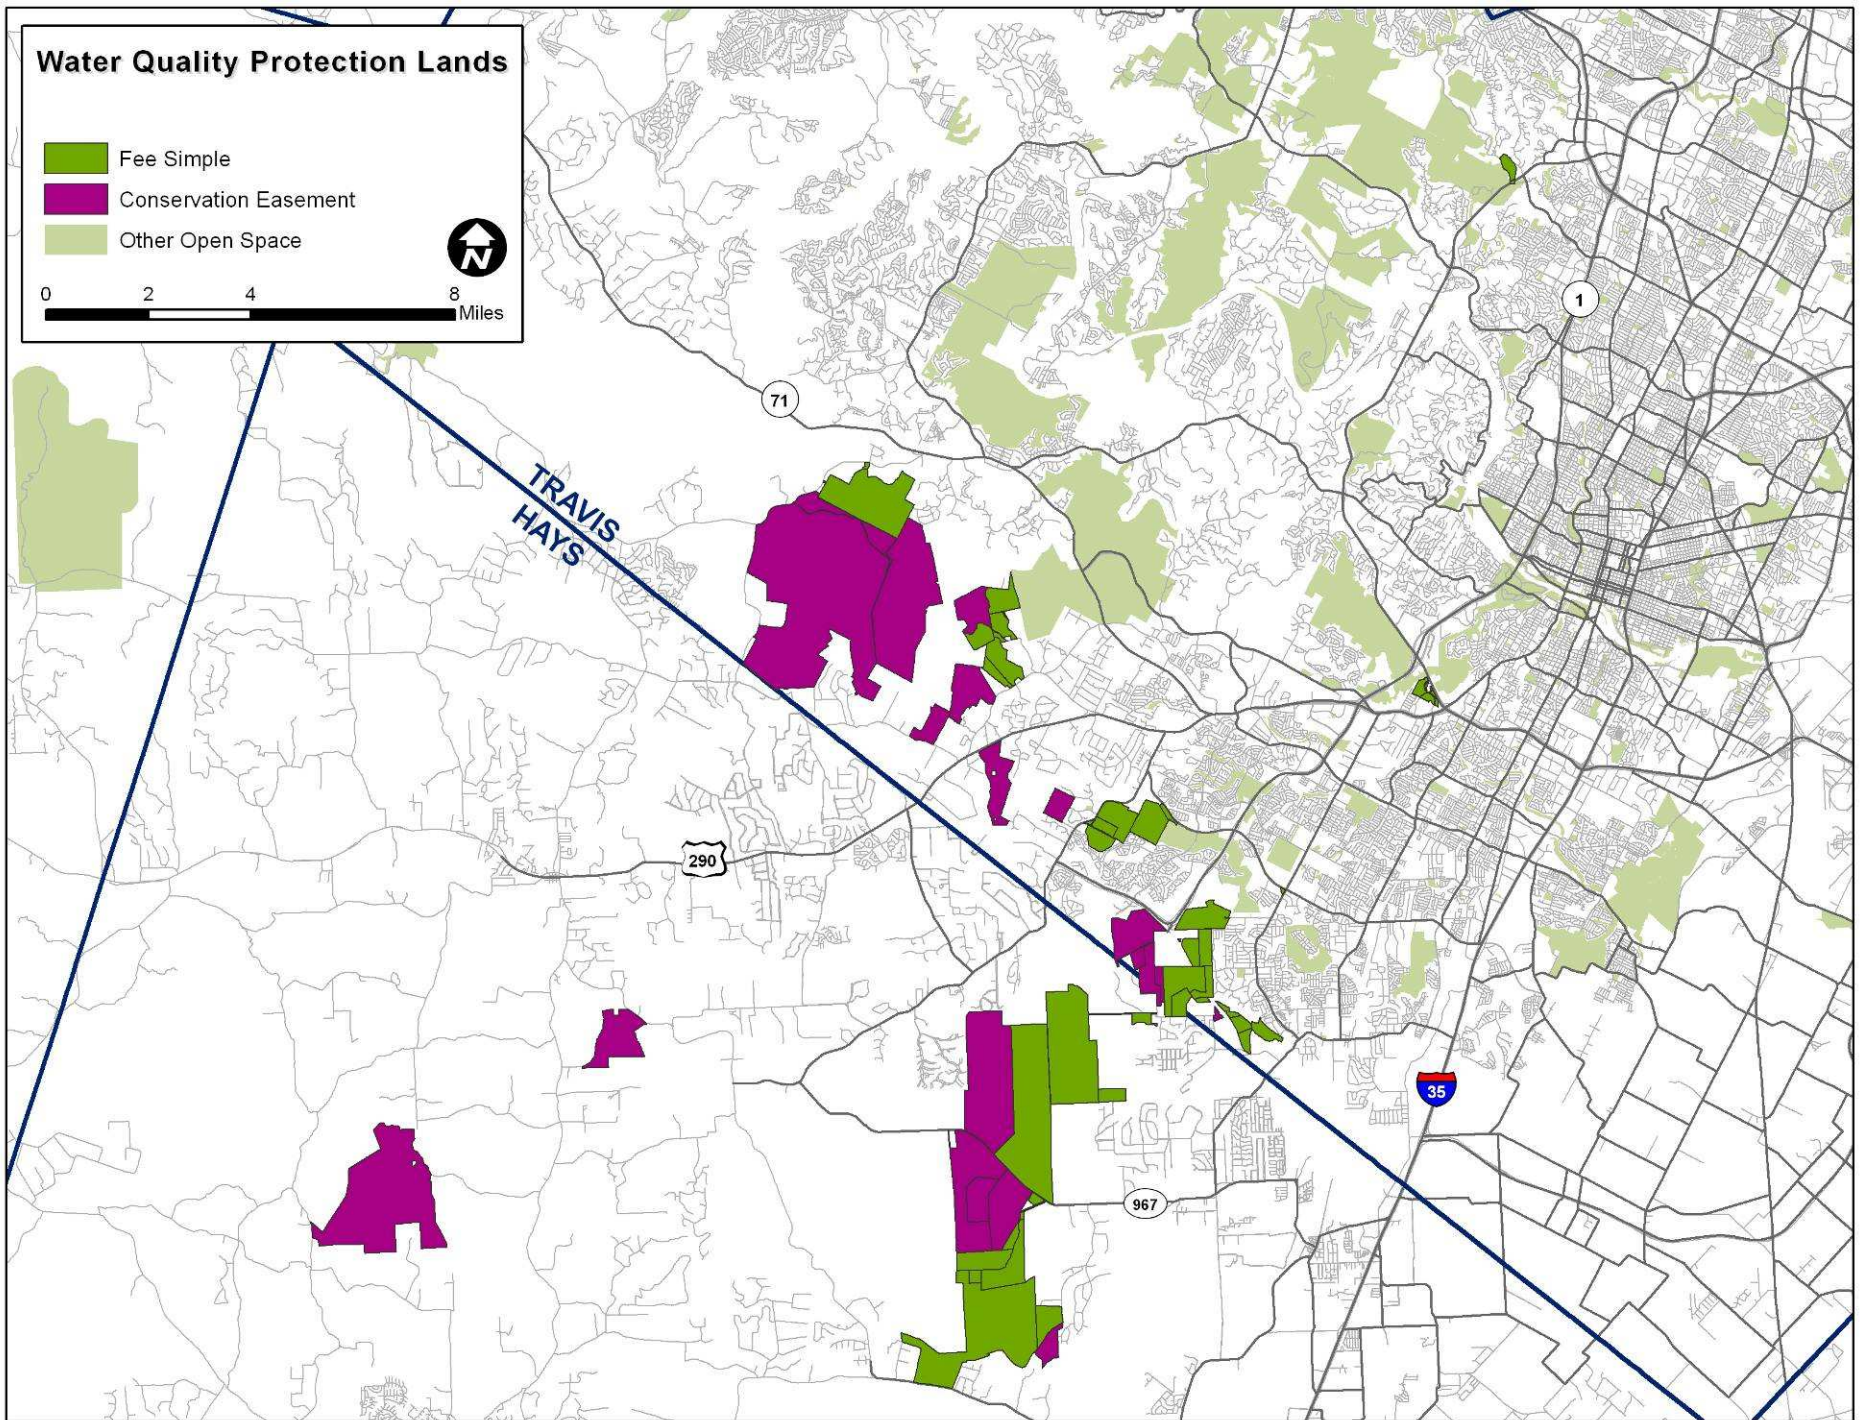 Water Quality Protection Lands
Fee Simple
Conservation Easement
Other Open Space
N
0 2 4 8
Miles
1
71
TRAVIS
HAYS
290
35
967